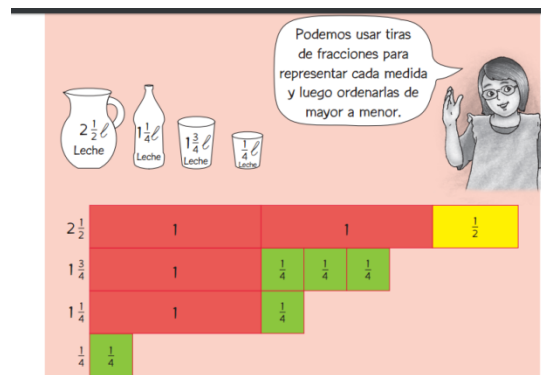 Podemos usar tiras
de fracciones para
representar cada medida
y luego ordenarlas de
mayor a menor.
2 1/2 ℓ
Leche
1 1/4 ℓ
Leche
1 3/4 ℓ
Leche
1/4 ℓ
Leche
2 1/2 1 1 1/2
1 3/4 1 1/4 1/4 1/4
1 1/4 1 1/4
1/4 1/4